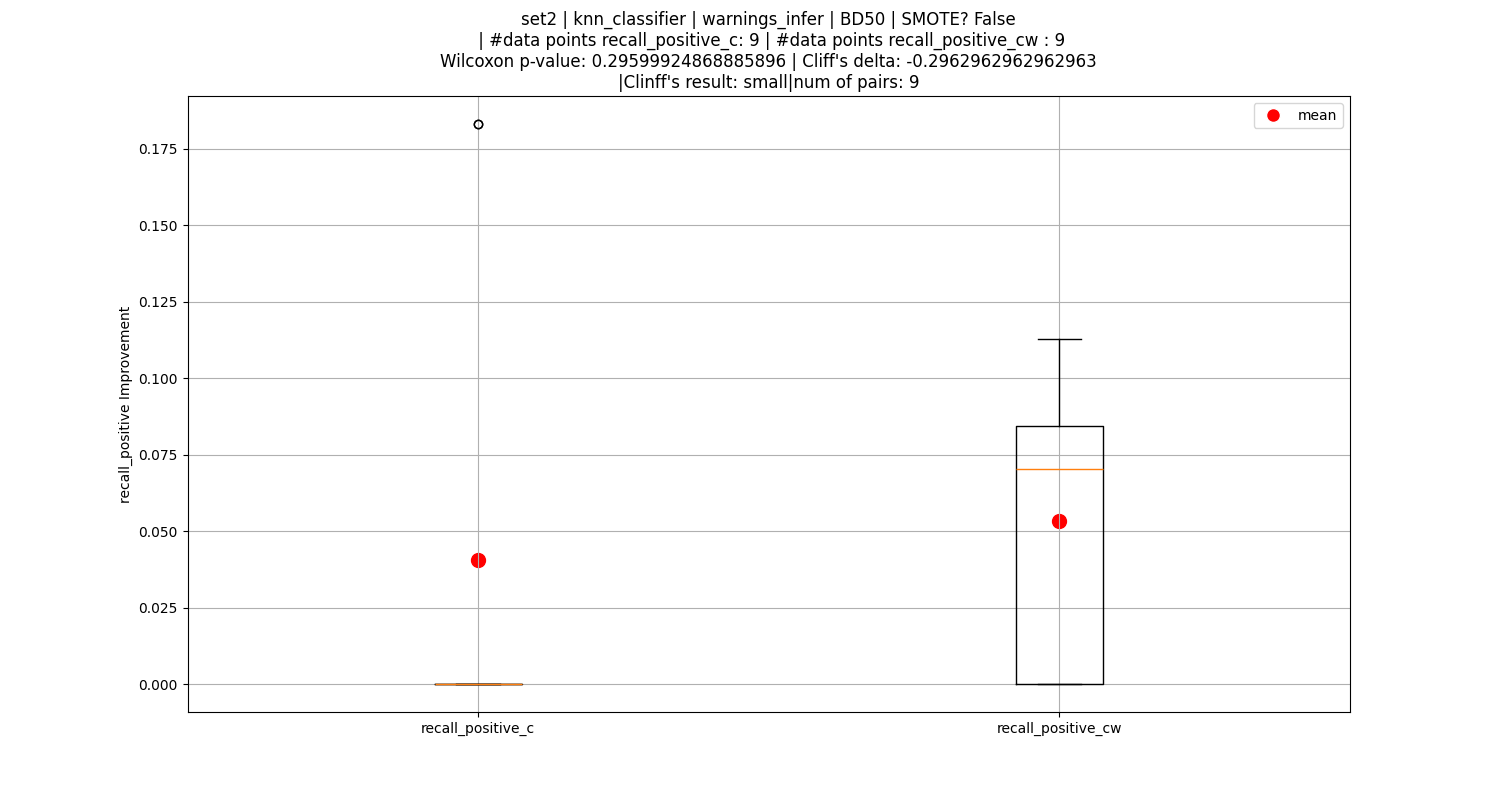 set2 | knn_classifier | warnings_infer | BD50 | SMOTE? False
| #data points recall_positive_c: 9 | #data points recall_positive_cw : 9
Wilcoxon p-value: 0.29599924868885896 | Cliff's delta: -0.2962962962962963
|Clinff's result: small|num of pairs: 9
mean
0.175
0.150
0.125
0.100
0.075
0.050
0.025
0.000
recall_positive Improvement
recall_positive_c
recall_positive_cw